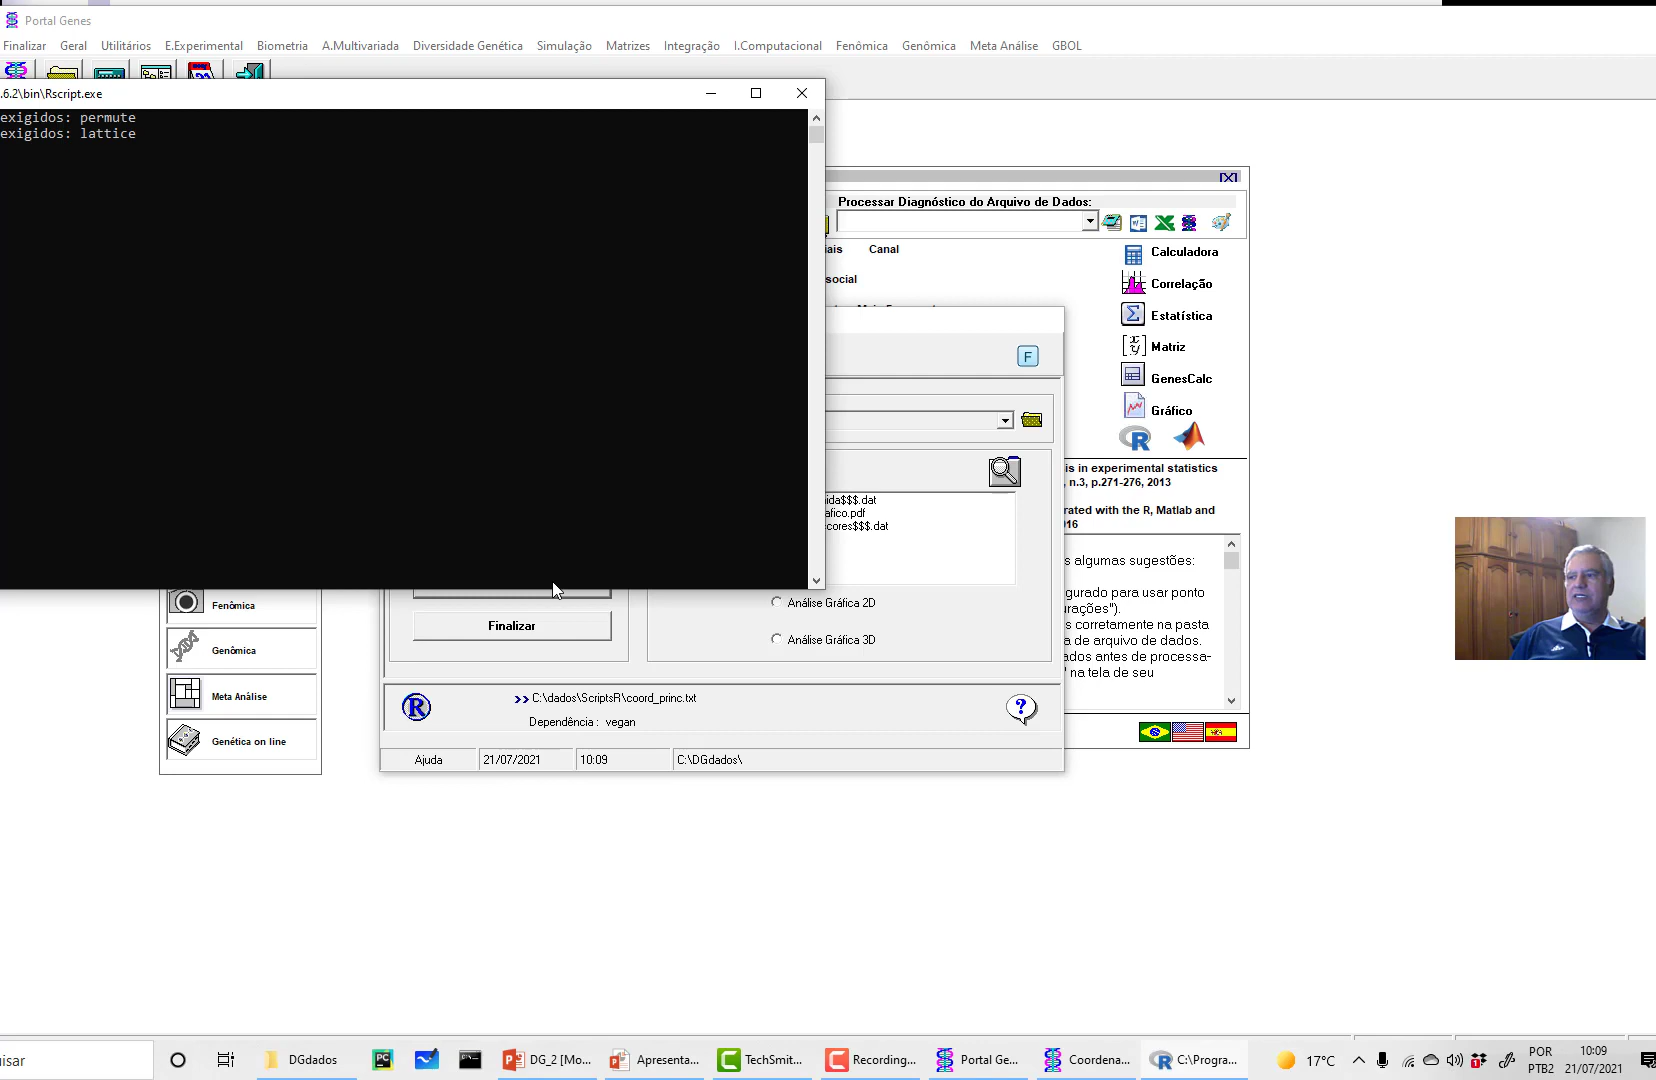 Portal Genes
Finalizar Geral Utilitários E.Experimental Biometria A.Multivariada Diversidade Genética Simulação Matrizes Integração I.Computacional Fenômica Genômica Meta Análise GBOL
.6.2\bin\Rscript.exe
exigidos: permute
exigidos: lattice
[X]
Processar Diagnóstico do Arquivo de Dados:
iais Canal
social
Calculadora
Correlação
Estatística
Matriz
GenesCalc
Gráfico
R
F
is in experimental statistics
, n.3, p.271-276, 2013
rated with the R, Matlab and
16
ida$$$.dat
afico.pdf
cores$$$.dat
s algumas sugestões:
gurado para usar ponto
urações").
s corretamente na pasta
a de arquivo de dados.
ados antes de processa-
" na tela de seu
Análise Gráfica 2D
Análise Gráfica 3D
Finalizar
Fenômica
Genômica
Meta Análise
Genética on line
R
>> C:\dados\ScriptsR\coord_princ.txt
Dependência : vegan
?
Ajuda 21/07/2021 10:09 C:\DGdados\
uisar DGdados PC DG_2 [Mo... Apresenta... TechSmit... Recording... Portal Ge... Coordena... C:\Progra... 17°C POR 10:09
PTB2 21/07/2021